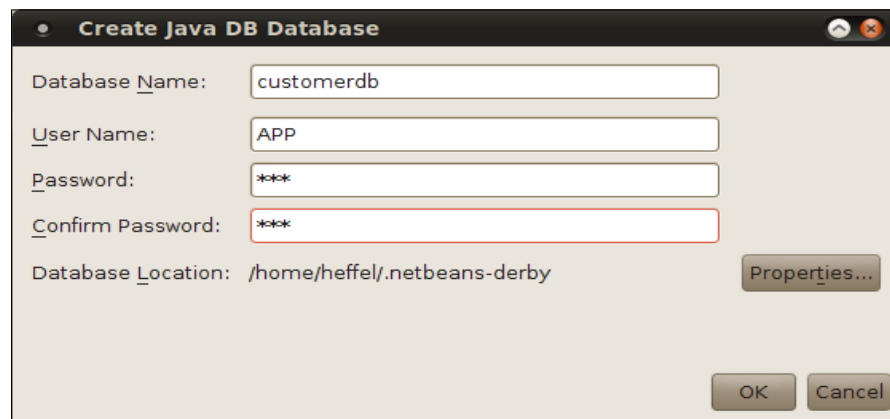 Create Java DB Database
Database Name: customerdb
User Name: APP
Password: ***
Confirm Password: ***
Database Location: /home/heffel/.netbeans-derby Properties...
OK Cancel